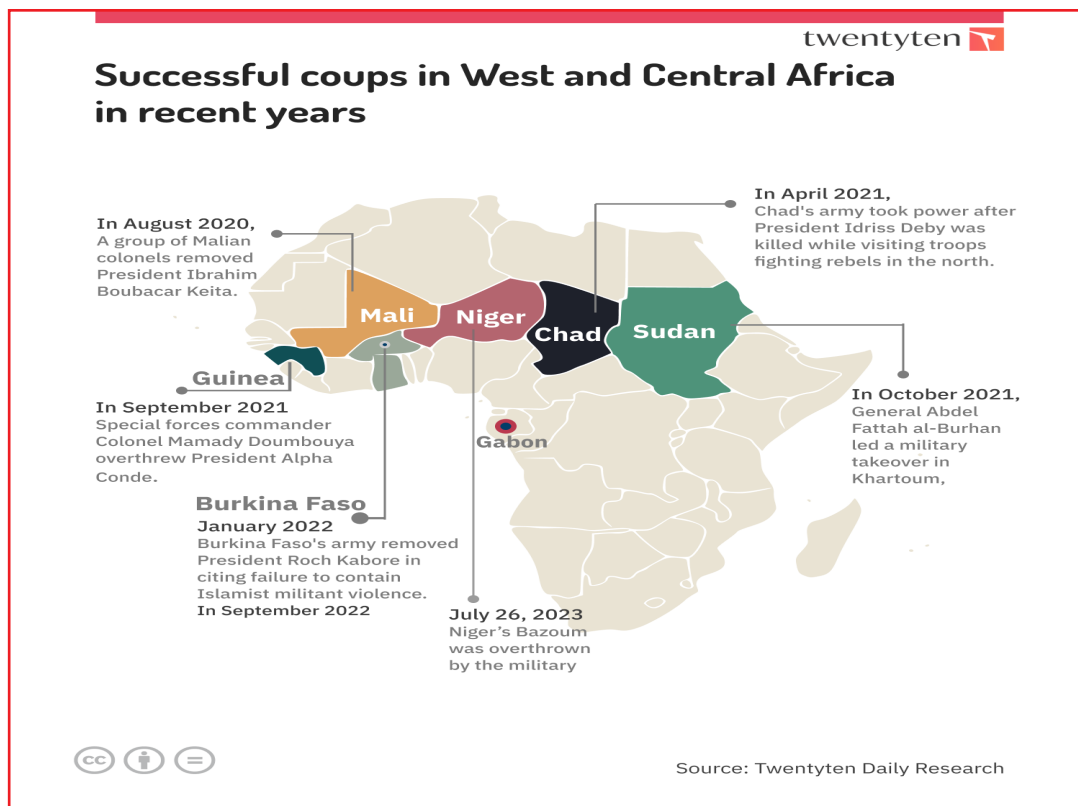 twentyten
Successful coups in West and Central Africa
in recent years
In August 2020,
A group of Malian
colonels removed
President Ibrahim
Boubacar Keita.
In April 2021,
Chad's army took power after
President Idriss Deby was
killed while visiting troops
fighting rebels in the north.
Mali
Niger
Chad
Sudan
Guinea
In September 2021
Special forces commander
Colonel Mamady Doumbouya
overthrew President Alpha
Conde.
Gabon
In October 2021,
General Abdel
Fattah al-Burhan
led a military
takeover in
Khartoum,
Burkina Faso
January 2022
Burkina Faso's army removed
President Roch Kabore in
citing failure to contain
Islamist militant violence.
In September 2022
July 26, 2023
Niger’s Bazoum
was overthrown
by the military
cc
Source: Twentyten Daily Research